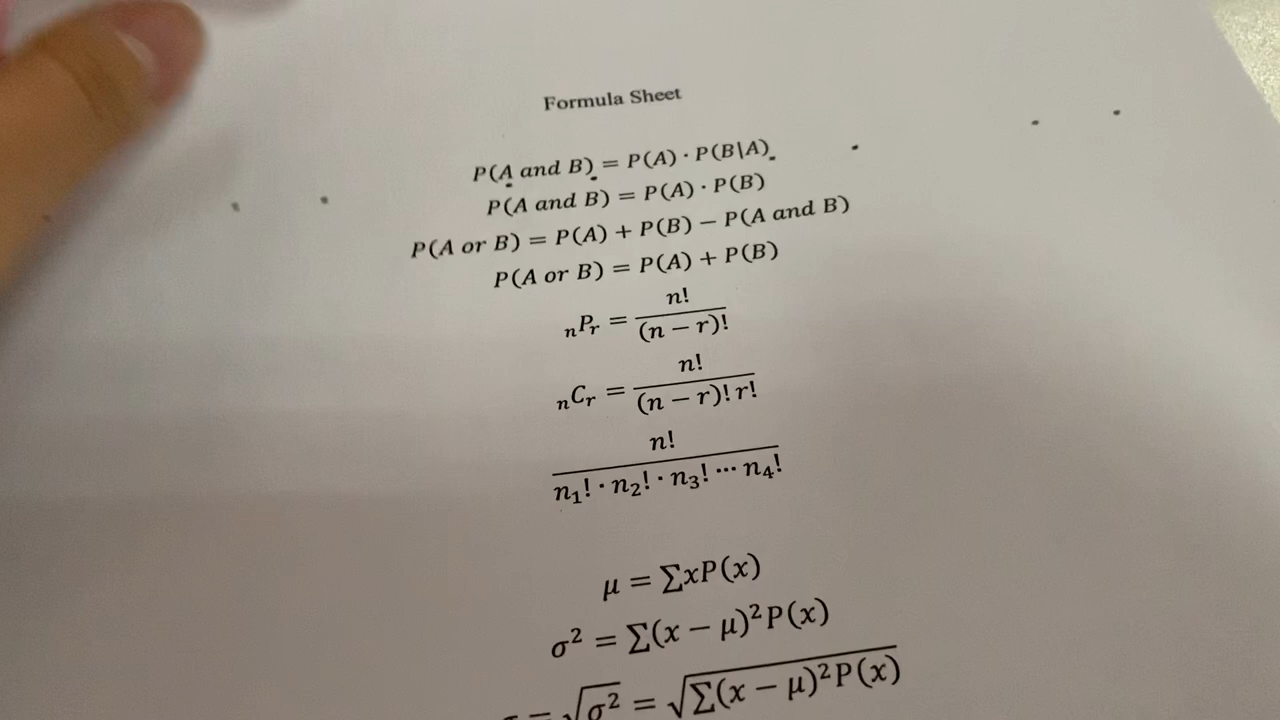 Formula Sheet
P(A and B) = P(A) · P(B|A)
P(A and B) = P(A) · P(B)
P(A or B) = P(A) + P(B) − P(A and B)
P(A or B) = P(A) + P(B)
nPr = n! / (n − r)!
nCr = n! / (n − r)! r!
n! / n₁! · n₂! · n₃! ⋯ n₄!
μ = ∑xP(x)
σ² = ∑(x − μ)²P(x)
= √σ² = √∑(x − μ)²P(x)